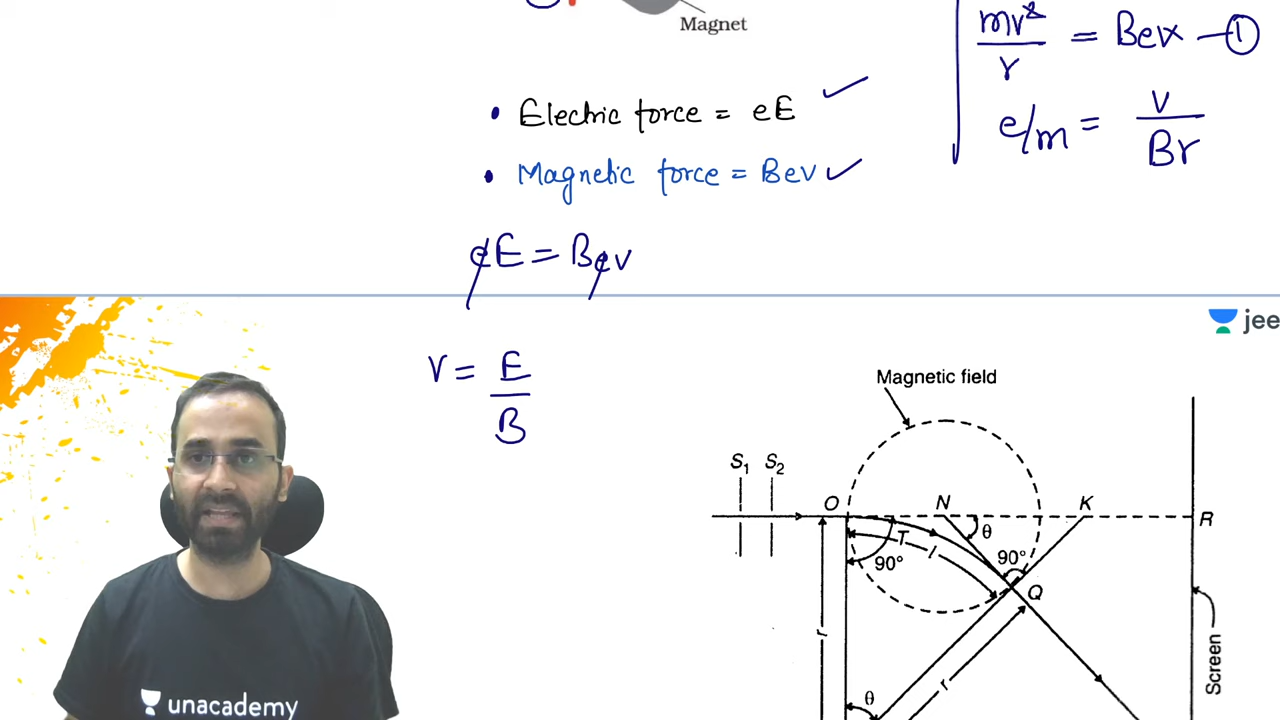 Magnet
mv²/r = Bev —①
e/m = v/Br
• Electric force = eE ✓
• Magnetic force = Bev ✓
eE = Bev
jee
v = E/B
Magnetic field
S₁ S₂
O N K R
θ
T
l
90°
90°
Q
r
r
θ
Screen
unacademy